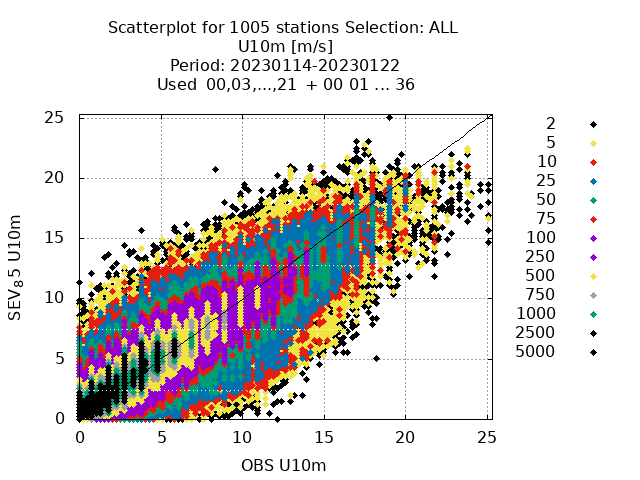 Scatterplot for 1005 stations Selection: ALL
U10m [m/s]
Period: 20230114-20230122
Used 00,03,...,21 + 00 01 ... 36
25
20
15
10
5
0
SEV85 U10m
0 5 10 15 20 25
OBS U10m
2
5
10
25
50
75
100
250
500
750
1000
2500
5000